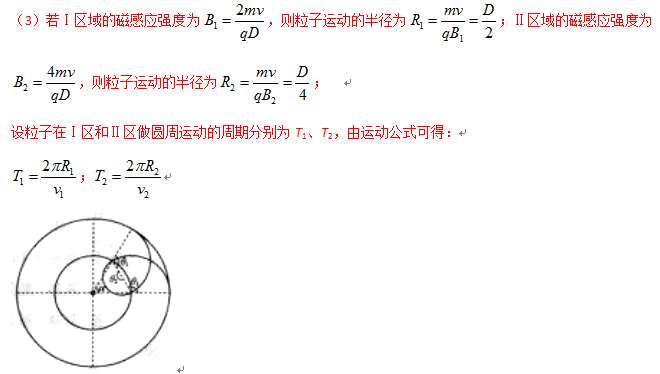 （3）若Ⅰ区域的磁感应强度为 $B_1=\frac{2mv}{qD}$，则粒子运动的半径为 $R_1=\frac{mv}{qB_1}=\frac{D}{2}$；Ⅱ区域的磁感应强度为
$B_2=\frac{4mv}{qD}$，则粒子运动的半径为 $R_2=\frac{mv}{qB_2}=\frac{D}{4}$；
设粒子在Ⅰ区和Ⅱ区做圆周运动的周期分别为 T₁、T₂，由运动公式可得：
$T_1=\frac{2\pi R_1}{v_1}$；$T_2=\frac{2\pi R_2}{v_2}$